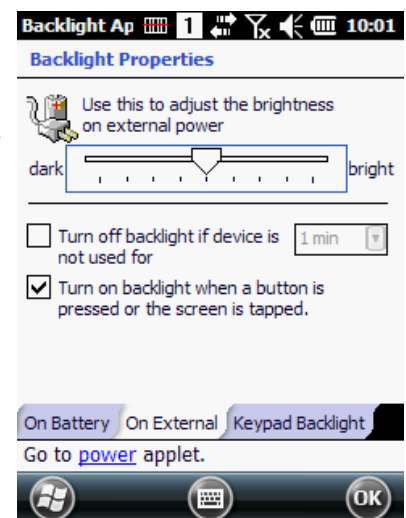 Backlight Ap 1 10:01
Backlight Properties
Use this to adjust the brightness
on external power
dark bright
Turn off backlight if device is 1 min
not used for
Turn on backlight when a button is
pressed or the screen is tapped.
On Battery On External Keypad Backlight
Go to power applet.
OK